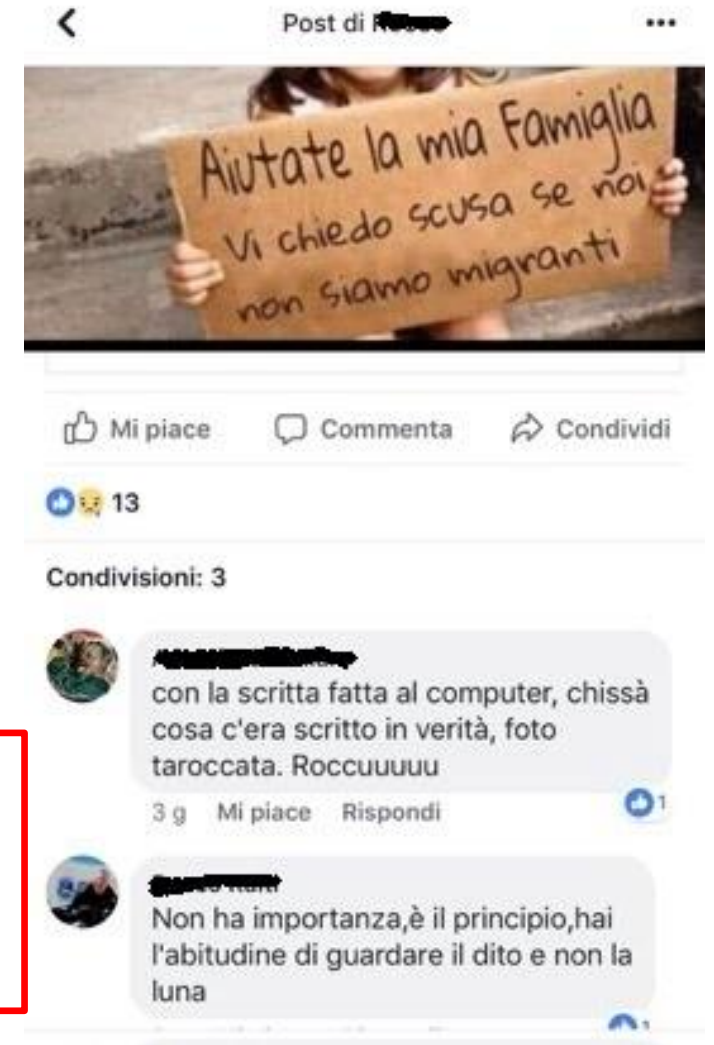 Post di
Aiutate la mia Famiglia
Vi chiedo scusa se noi
non siamo migranti
Mi piace Commenta Condividi
13
Condivisioni: 3
con la scritta fatta al computer, chissà
cosa c'era scritto in verità, foto
taroccata. Roccuuuuu
3 g Mi piace Rispondi 1
Non ha importanza,è il principio,hai
l'abitudine di guardare il dito e non la
luna
1